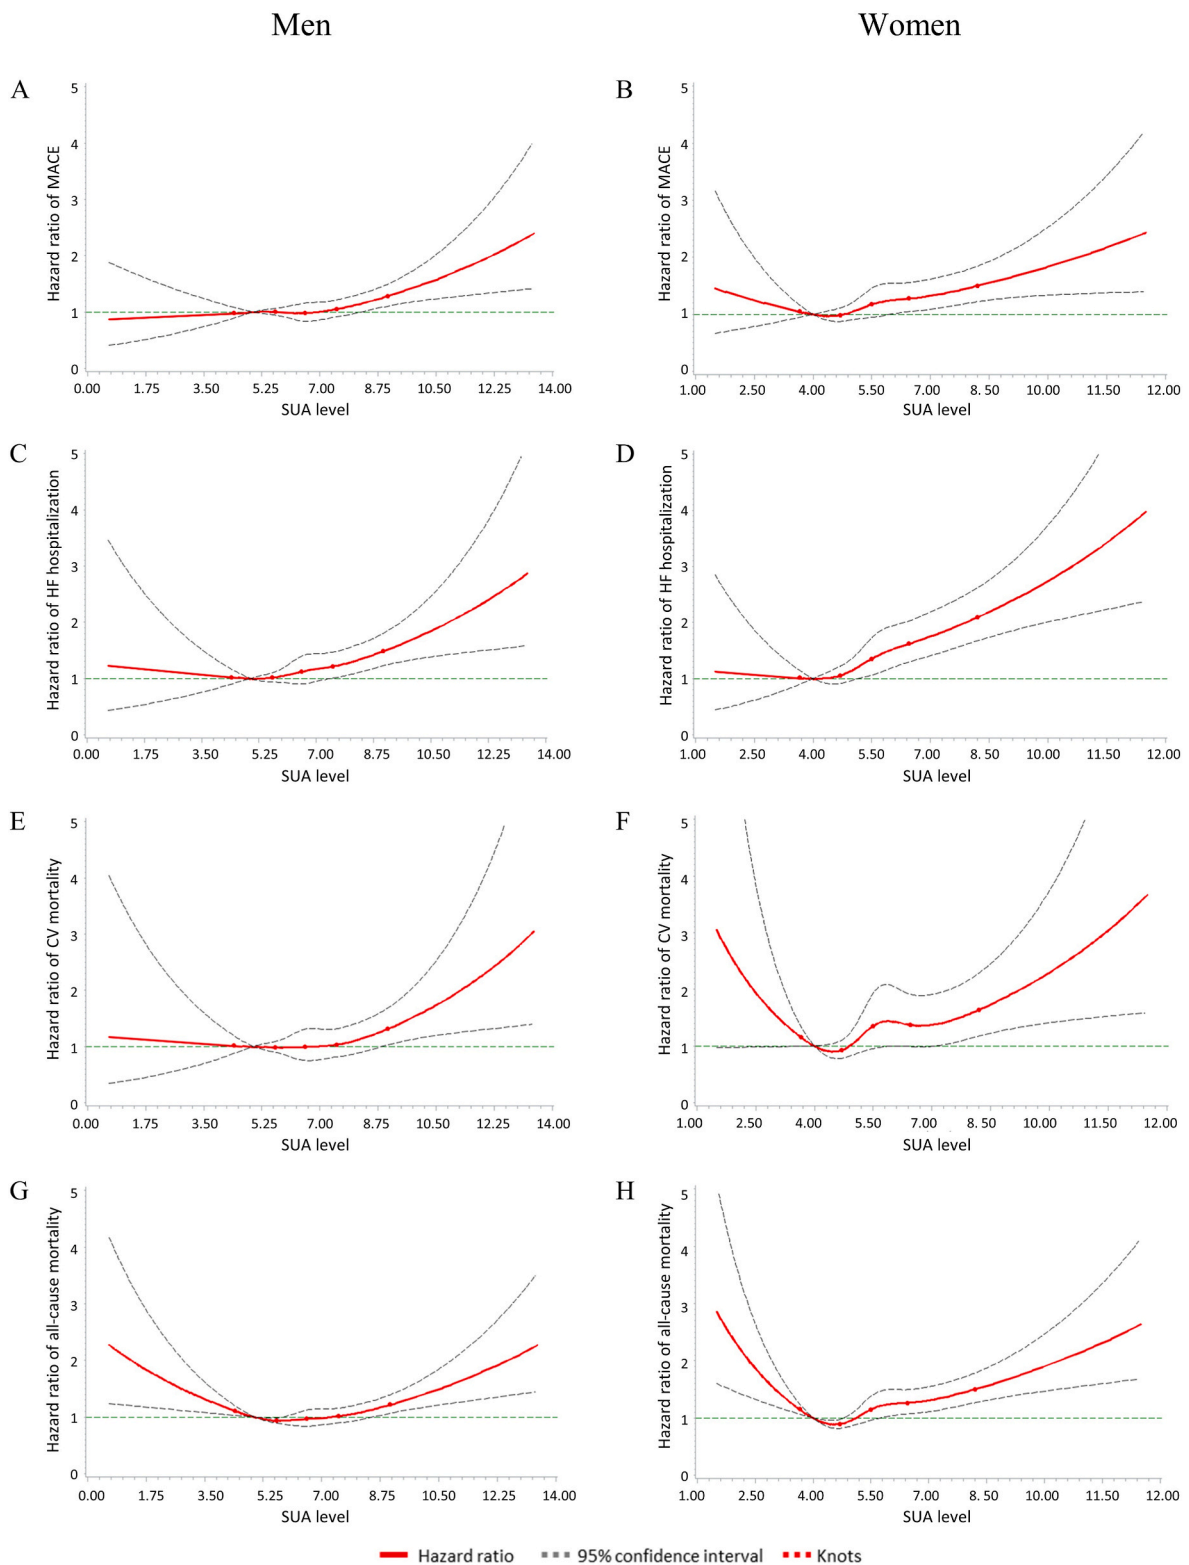 Men Women
A B
5 4 3 2 1 0
Hazard ratio of MACE
0.00 1.75 3.50 5.25 7.00 8.75 10.50 12.25 14.00
SUA level
5 4 3 2 1 0
Hazard ratio of MACE
1.00 2.50 4.00 5.50 7.00 8.50 10.00 11.50 12.00
SUA level
C D
5 4 3 2 1 0
Hazard ratio of HF hospitalization
0.00 1.75 3.50 5.25 7.00 8.75 10.50 12.25 14.00
SUA level
5 4 3 2 1 0
Hazard ratio of HF hospitalization
1.00 2.50 4.00 5.50 7.00 8.50 10.00 11.50 12.00
SUA level
E F
5 4 3 2 1 0
Hazard ratio of CV mortality
0.00 1.75 3.50 5.25 7.00 8.75 10.50 12.25 14.00
SUA level
5 4 3 2 1 0
Hazard ratio of CV mortality
1.00 2.50 4.00 5.50 7.00 8.50 10.00 11.50 12.00
SUA level
G H
5 4 3 2 1 0
Hazard ratio of all-cause mortality
0.00 1.75 3.50 5.25 7.00 8.75 10.50 12.25 14.00
SUA level
5 4 3 2 1 0
Hazard ratio of all-cause mortality
1.00 2.50 4.00 5.50 7.00 8.50 10.00 11.50 12.00
SUA level
Hazard ratio 95% confidence interval Knots